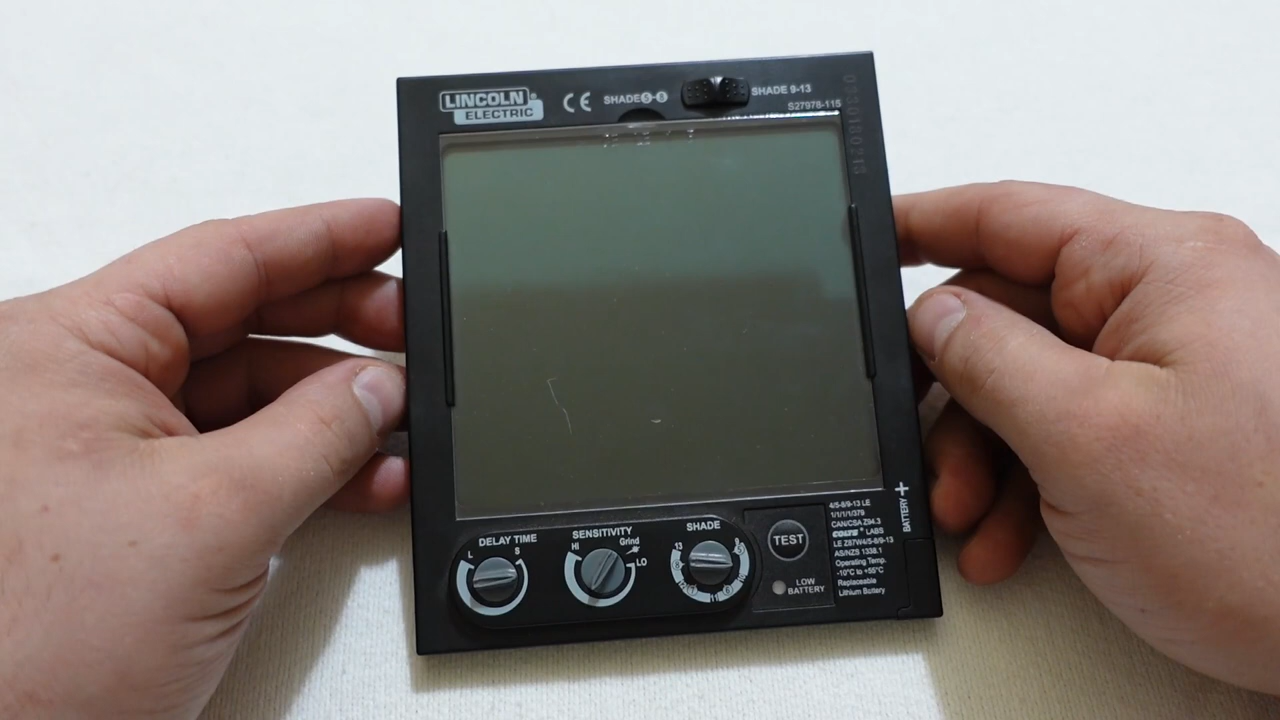 LINCOLN®
ELECTRIC
CE
SHADE 5-8
SHADE 9-13
S27978-115
DELAY TIME
L
S
SENSITIVITY
HI
Grind
LO
SHADE
13
9
11
TEST
LOW
BATTERY
4/5-8/9-13 LE
1/1/1/1/379
CAN/CSA Z94.3
COLTS+ LABS
LE Z87W4/5-8/9-13
AS/NZS 1338.1
Operating Temp.
-10°C to +55°C
Replaceable
Lithium Battery
BATTERY +